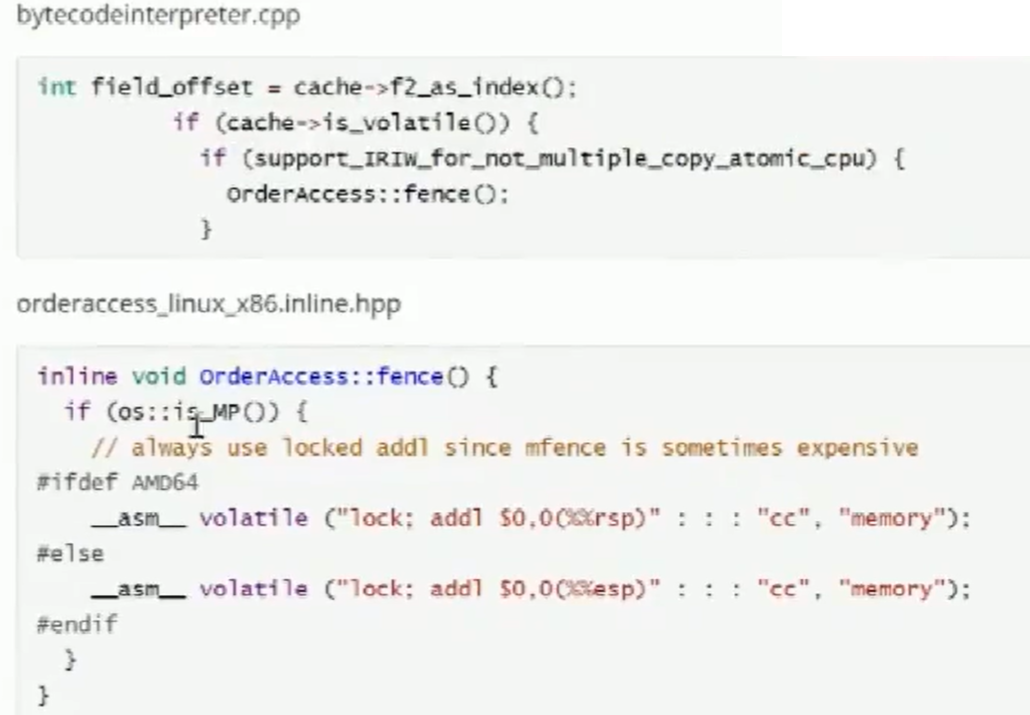 bytecodeinterpreter.cpp
int field_offset = cache->f2_as_index();
if (cache->is_volatile()) {
if (support_IRIW_for_not_multiple_copy_atomic_cpu) {
OrderAccess::fence();
}
orderaccess_linux_x86.inline.hpp
inline void OrderAccess::fence() {
if (os::is_MP()) {
// always use locked addl since mfence is sometimes expensive
#ifdef AMD64
__asm__ volatile ("lock; addl $0,0(%%rsp)" : : : "cc", "memory");
#else
__asm__ volatile ("lock; addl $0,0(%%esp)" : : : "cc", "memory");
#endif
}
}